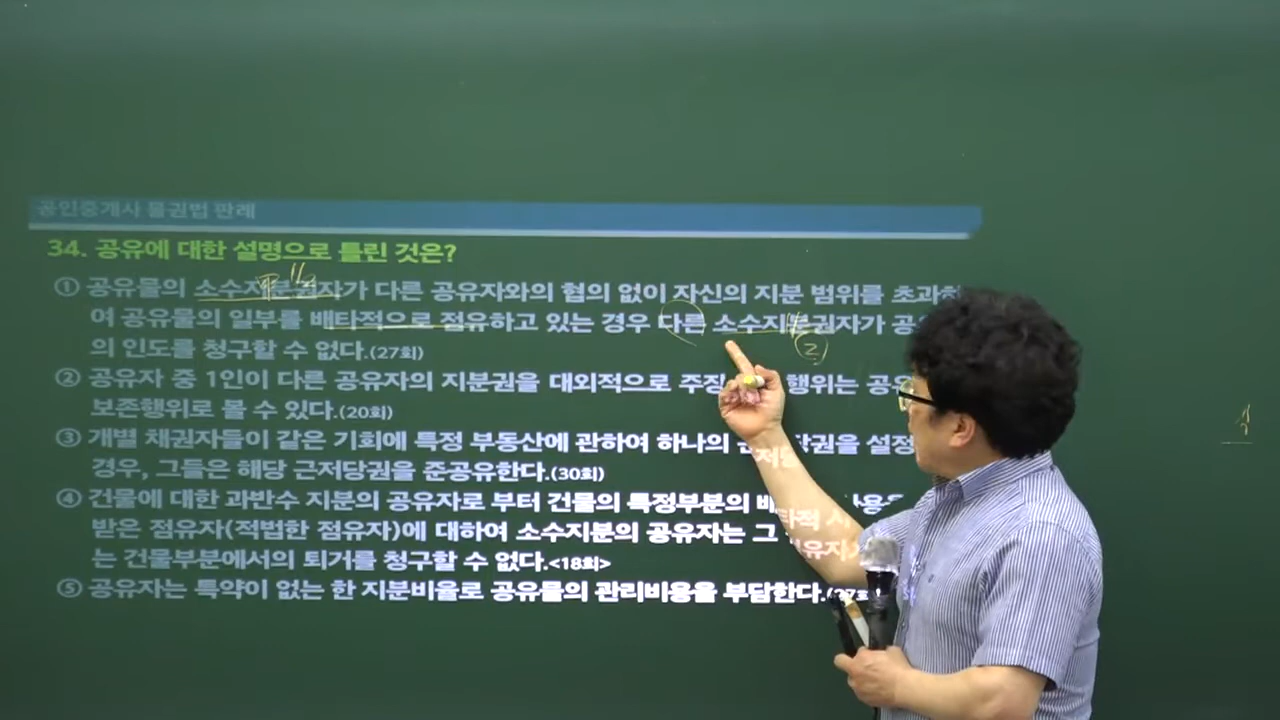 공인중개사 물권법 판례
34. 공유에 대한 설명으로 틀린 것은?
① 공유물의 소수지분권자가 다른 공유자와의 협의 없이 자신의 지분 범위를 초과하
여 공유물의 일부를 배타적으로 점유하고 있는 경우 다른 소수지분권자가
의 인도를 청구할 수 없다.(27회)
② 공유자 중 1인이 다른 공유자의 지분권을 대외적으로 행위는
보존행위로 볼 수 있다.(20회)
③ 개별 채권자들이 같은 기회에 특정 부동산에 관하여 하나의
경우, 그들은 해당 근저당권을 준공유한다.(30회)
④ 건물에 대한 과반수 지분의 공유자로 부터 건물의 특정부분의
받은 점유자(적법한 점유자)에 대하여 소수지분의 공유자는 그
는 건물부분에서의 퇴거를 청구할 수 없다.<18회>
⑤ 공유자는 특약이 없는 한 지분비율로 공유물의 관리비용을 부담한다.
2